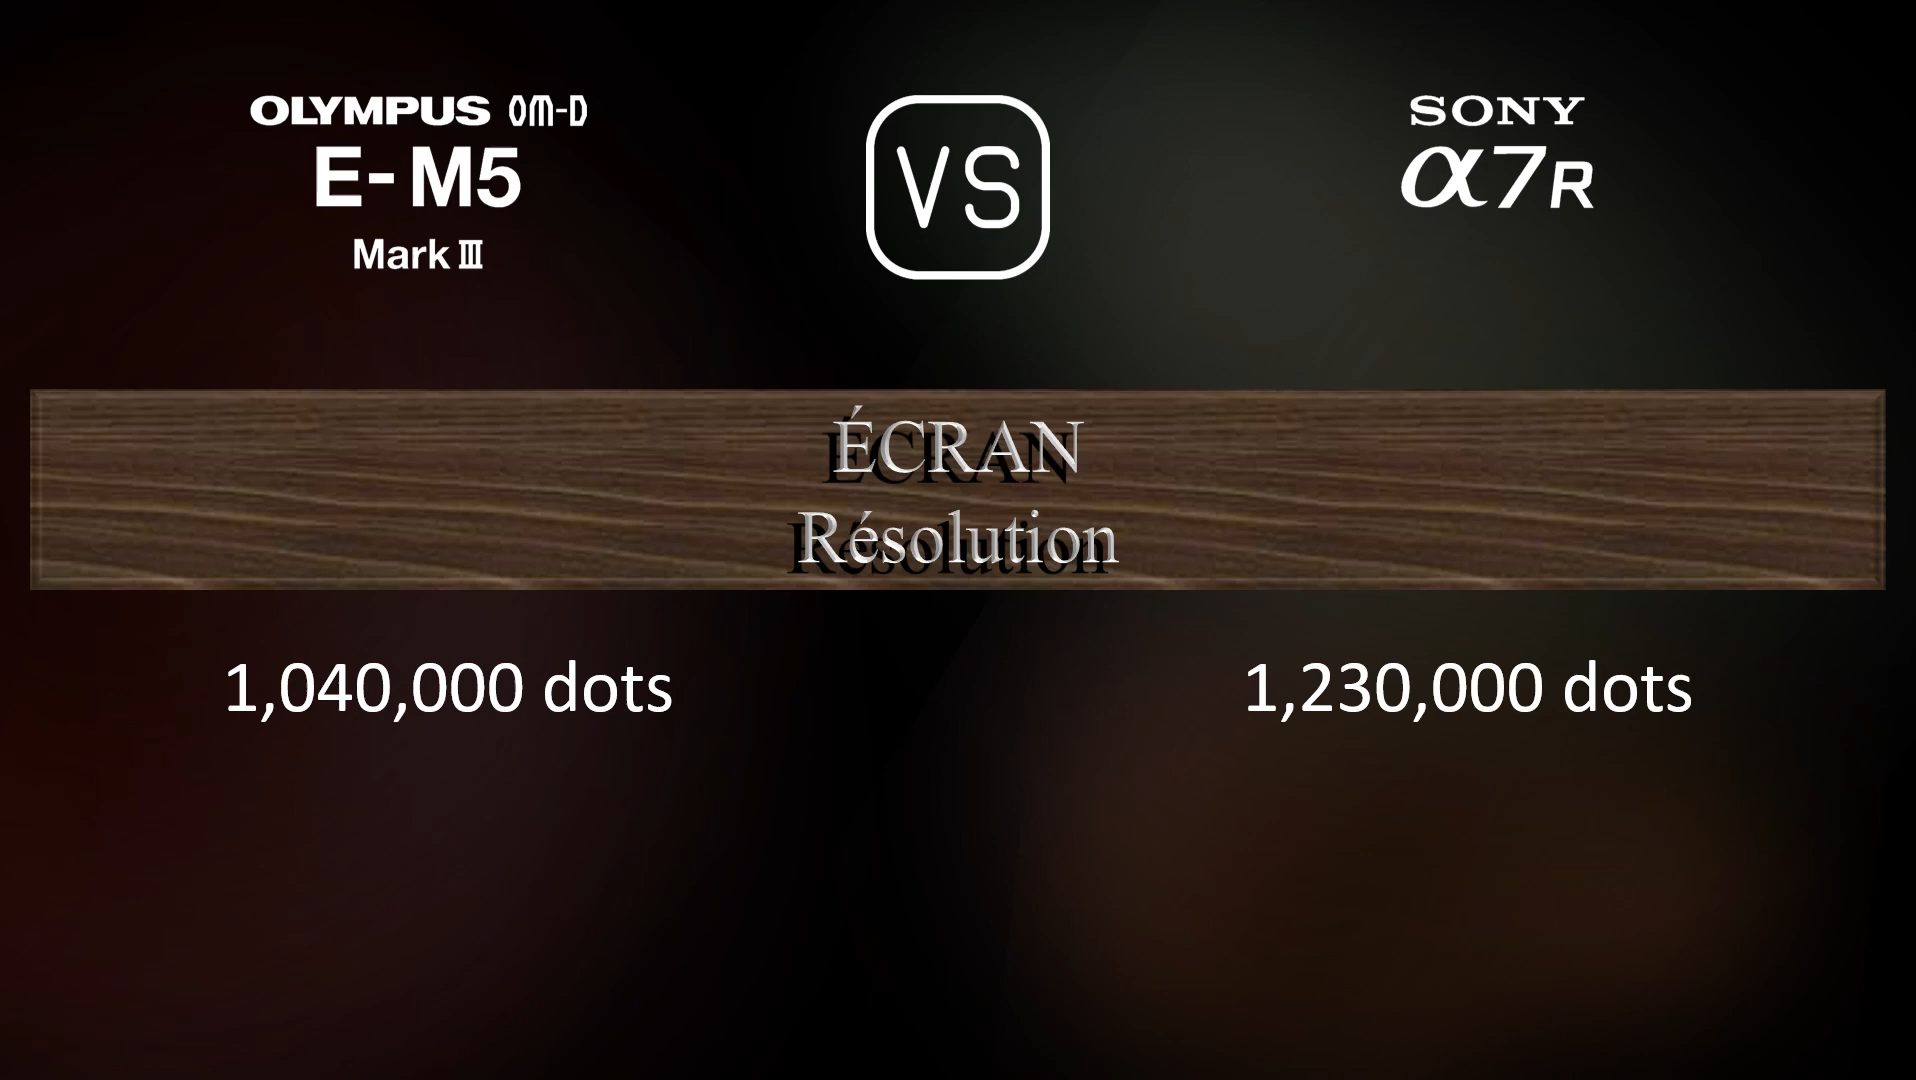 OLYMPUS OM-D
E-M5
Mark III
VS
SONY
α7R
ÉCRAN
Résolution
1,040,000 dots
1,230,000 dots